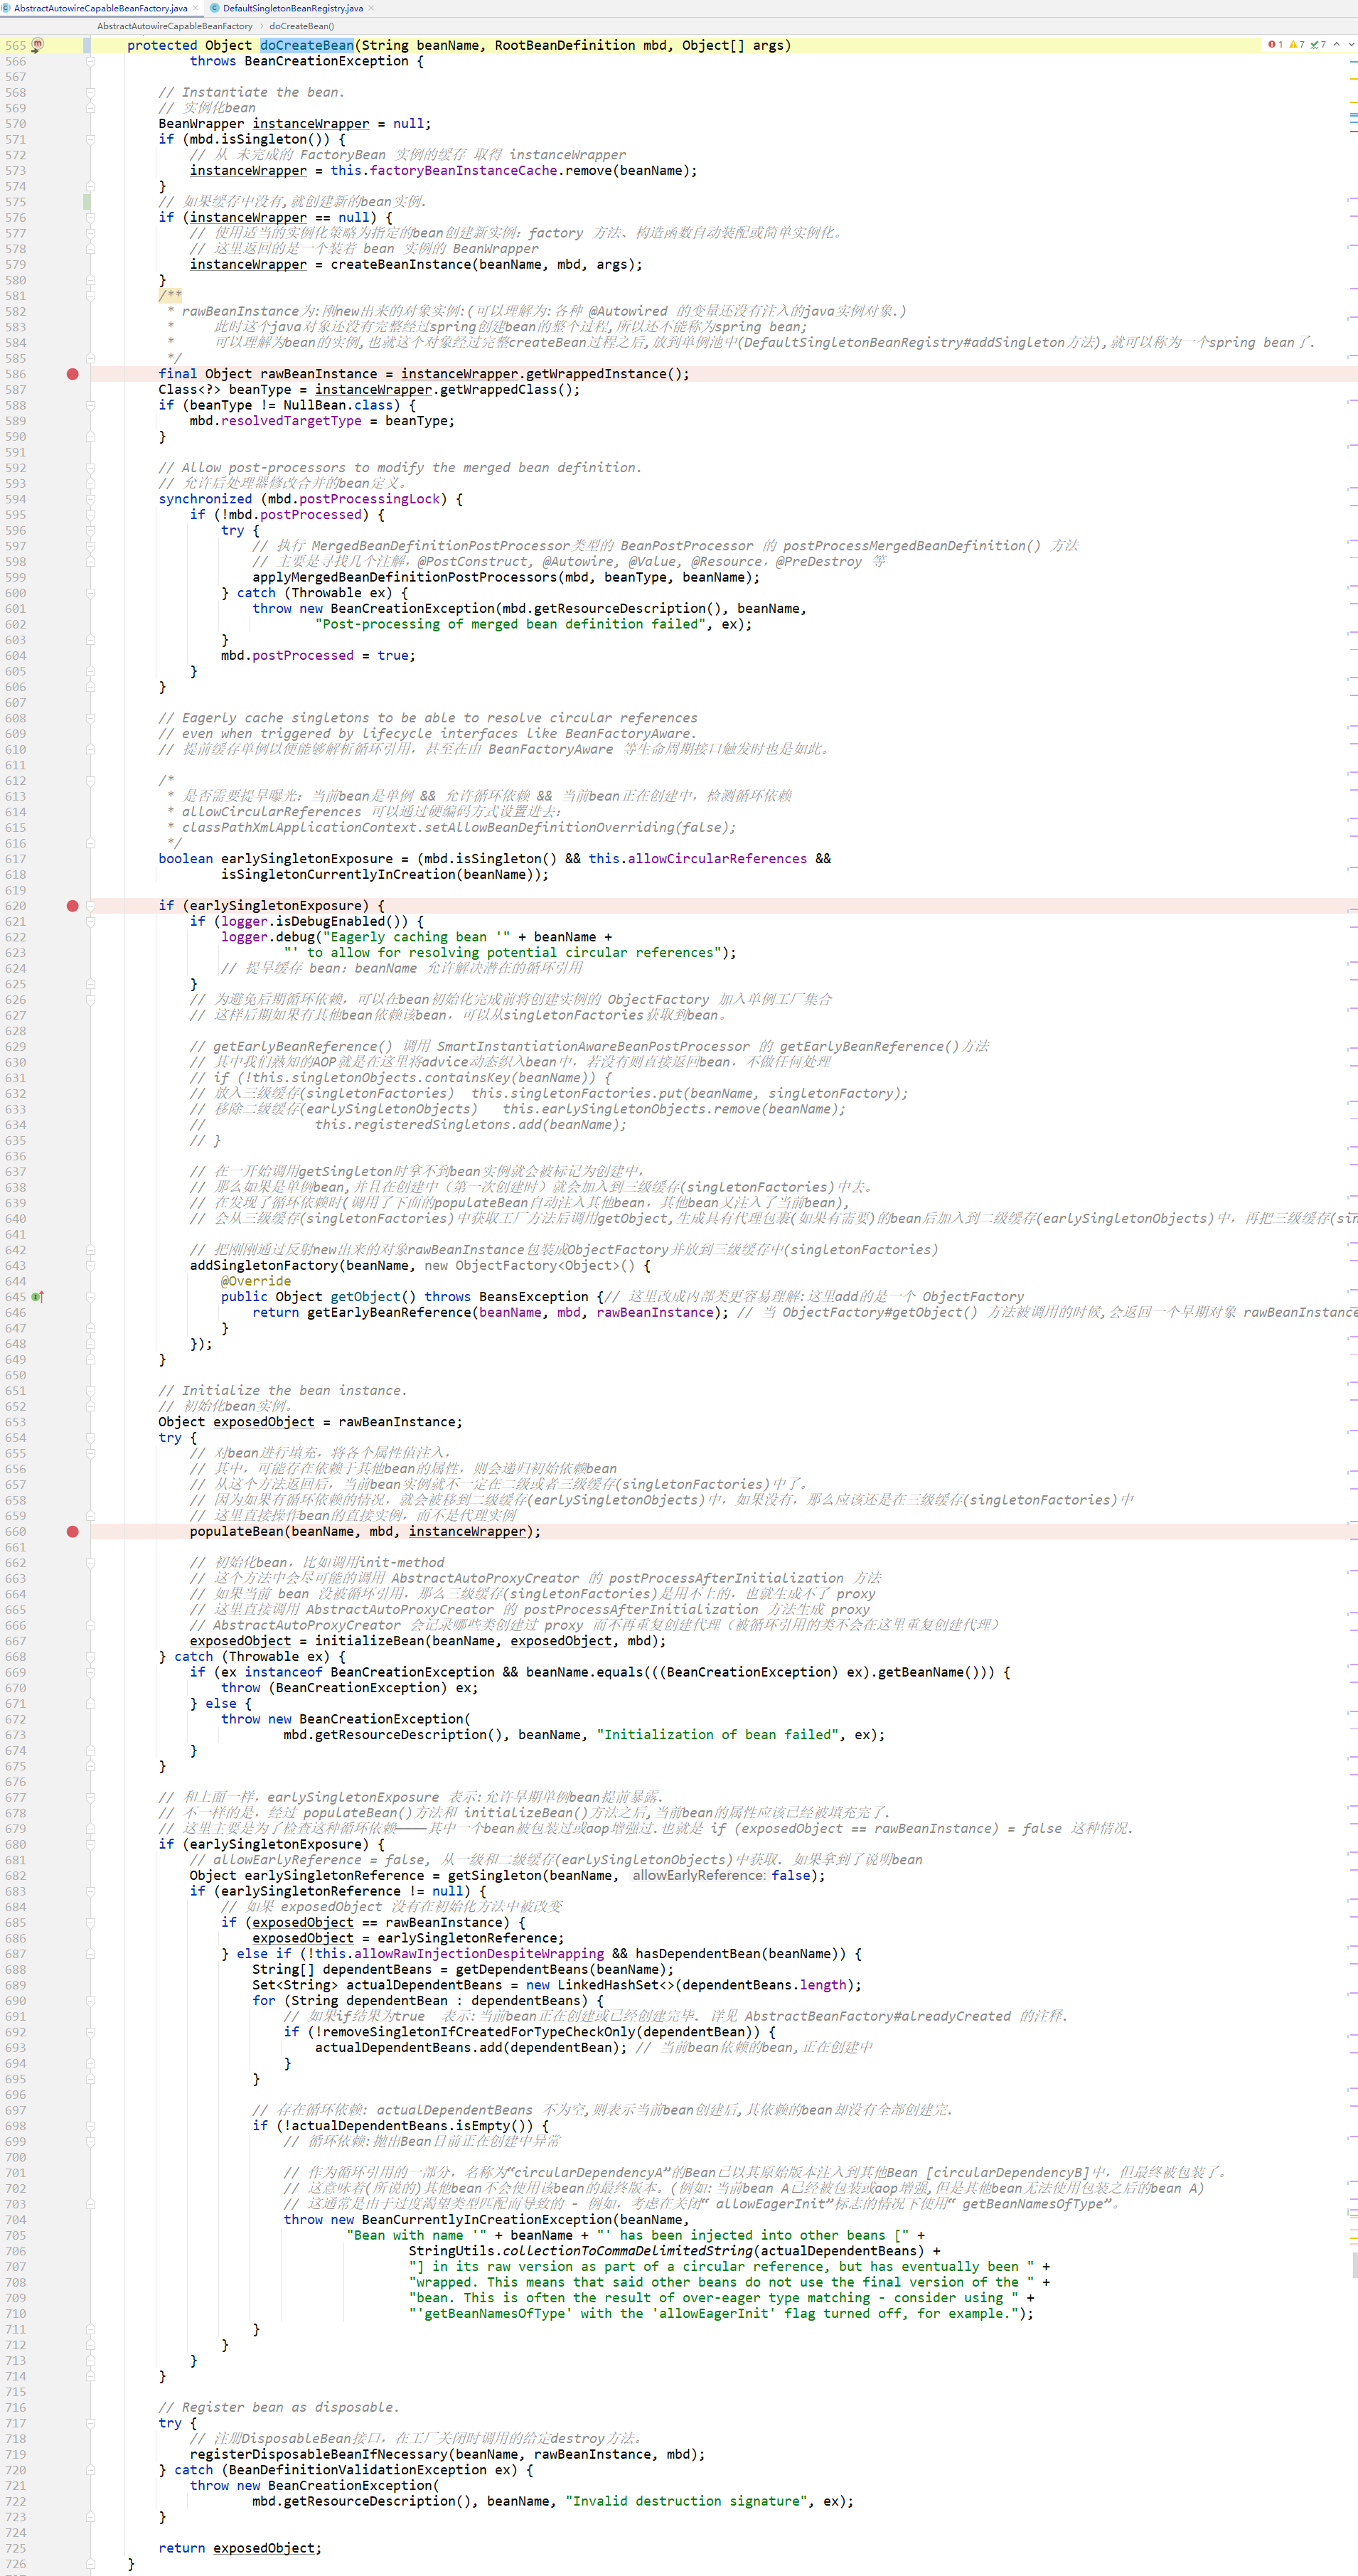 AbstractAutowireCapableBeanFactory.java × DefaultSingletonBeanRegistry.java ×
AbstractAutowireCapableBeanFactory › doCreateBean()
565 protected Object doCreateBean(String beanName, RootBeanDefinition mbd, Object[] args) 1 7 7
566 throws BeanCreationException {
567
568 // Instantiate the bean.
569 // 实例化bean
570 BeanWrapper instanceWrapper = null;
571 if (mbd.isSingleton()) {
572 // 从 未完成的 FactoryBean 实例的缓存 取得 instanceWrapper
573 instanceWrapper = this.factoryBeanInstanceCache.remove(beanName);
574 }
575 // 如果缓存中没有,就创建新的bean实例.
576 if (instanceWrapper == null) {
577 // 使用适当的实例化策略为指定的bean创建新实例：factory 方法、构造函数自动装配或简单实例化。
578 // 这里返回的是一个装着 bean 实例的 BeanWrapper
579 instanceWrapper = createBeanInstance(beanName, mbd, args);
580 }
581 /**
582 * rawBeanInstance为:刚new出来的对象实例:(可以理解为:各种 @Autowired 的变量还没有注入的java实例对象.)
583 * 此时这个java对象还没有完整经过spring创建bean的整个过程,所以还不能称为spring bean;
584 * 可以理解为bean的实例,也就这个对象经过完整createBean过程之后,放到单例池中(DefaultSingletonBeanRegistry#addSingleton方法),就可以称为一个spring bean了.
585 */
586 final Object rawBeanInstance = instanceWrapper.getWrappedInstance();
587 Class<?> beanType = instanceWrapper.getWrappedClass();
588 if (beanType != NullBean.class) {
589 mbd.resolvedTargetType = beanType;
590 }
591
592 // Allow post-processors to modify the merged bean definition.
593 // 允许后处理器修改合并的bean定义。
594 synchronized (mbd.postProcessingLock) {
595 if (!mbd.postProcessed) {
596 try {
597 // 执行 MergedBeanDefinitionPostProcessor类型的 BeanPostProcessor 的 postProcessMergedBeanDefinition() 方法
598 // 主要是寻找几个注解，@PostConstruct, @Autowire, @Value, @Resource，@PreDestroy 等
599 applyMergedBeanDefinitionPostProcessors(mbd, beanType, beanName);
600 } catch (Throwable ex) {
601 throw new BeanCreationException(mbd.getResourceDescription(), beanName,
602 "Post-processing of merged bean definition failed", ex);
603 }
604 mbd.postProcessed = true;
605 }
606 }
607
608 // Eagerly cache singletons to be able to resolve circular references
609 // even when triggered by lifecycle interfaces like BeanFactoryAware.
610 // 提前缓存单例以便能够解析循环引用，甚至在由 BeanFactoryAware 等生命周期接口触发时也是如此。
611
612 /*
613 * 是否需要提早曝光：当前bean是单例 && 允许循环依赖 && 当前bean正在创建中，检测循环依赖
614 * allowCircularReferences 可以通过硬编码方式设置进去:
615 * classPathXmlApplicationContext.setAllowBeanDefinitionOverriding(false);
616 */
617 boolean earlySingletonExposure = (mbd.isSingleton() && this.allowCircularReferences &&
618 isSingletonCurrentlyInCreation(beanName));
619
620 if (earlySingletonExposure) {
621 if (logger.isDebugEnabled()) {
622 logger.debug("Eagerly caching bean '" + beanName +
623 "' to allow for resolving potential circular references");
624 // 提早缓存 bean：beanName 允许解决潜在的循环引用
625 }
626 // 为避免后期循环依赖，可以在bean初始化完成前将创建实例的 ObjectFactory 加入单例工厂集合
627 // 这样后期如果有其他bean依赖该bean，可以从singletonFactories获取到bean。
628
629 // getEarlyBeanReference() 调用 SmartInstantiationAwareBeanPostProcessor 的 getEarlyBeanReference()方法
630 // 其中我们熟知的AOP就是在这里将advice动态织入bean中，若没有则直接返回bean，不做任何处理
631 // if (!this.singletonObjects.containsKey(beanName)) {
632 // 放入三级缓存(singletonFactories) this.singletonFactories.put(beanName, singletonFactory);
633 // 移除二级缓存(earlySingletonObjects) this.earlySingletonObjects.remove(beanName);
634 // this.registeredSingletons.add(beanName);
635 // }
636
637 // 在一开始调用getSingleton时拿不到bean实例就会被标记为创建中，
638 // 那么如果是单例bean,并且在创建中（第一次创建时）就会加入到三级缓存(singletonFactories)中去。
639 // 在发现了循环依赖时(调用了下面的populateBean自动注入其他bean，其他bean又注入了当前bean),
640 // 会从三级缓存(singletonFactories)中获取工厂方法后调用getObject,生成具有代理包裹(如果有需要)的bean后加入到二级缓存(earlySingletonObjects)中，再把三级缓存(sin
641
642 // 把刚刚通过反射new出来的对象rawBeanInstance包装成ObjectFactory并放到三级缓存中(singletonFactories)
643 addSingletonFactory(beanName, new ObjectFactory<Object>() {
644 @Override
645 public Object getObject() throws BeansException {// 这里改成内部类更容易理解:这里add的是一个 ObjectFactory
646 return getEarlyBeanReference(beanName, mbd, rawBeanInstance); // 当 ObjectFactory#getObject() 方法被调用的时候,会返回一个早期对象 rawBeanInstance
647 }
648 });
649 }
650
651 // Initialize the bean instance.
652 // 初始化bean实例。
653 Object exposedObject = rawBeanInstance;
654 try {
655 // 对bean进行填充，将各个属性值注入，
656 // 其中，可能存在依赖于其他bean的属性，则会递归初始依赖bean
657 // 从这个方法返回后，当前bean实例就不一定在二级或者三级缓存(singletonFactories)中了。
658 // 因为如果有循环依赖的情况，就会被移到二级缓存(earlySingletonObjects)中，如果没有，那么应该还是在三级缓存(singletonFactories)中
659 // 这里直接操作bean的直接实例，而不是代理实例
660 populateBean(beanName, mbd, instanceWrapper);
661
662 // 初始化bean，比如调用init-method
663 // 这个方法中会尽可能的调用 AbstractAutoProxyCreator 的 postProcessAfterInitialization 方法
664 // 如果当前 bean 没被循环引用，那么三级缓存(singletonFactories)是用不上的，也就生成不了 proxy
665 // 这里直接调用 AbstractAutoProxyCreator 的 postProcessAfterInitialization 方法生成 proxy
666 // AbstractAutoProxyCreator 会记录哪些类创建过 proxy 而不再重复创建代理（被循环引用的类不会在这里重复创建代理）
667 exposedObject = initializeBean(beanName, exposedObject, mbd);
668 } catch (Throwable ex) {
669 if (ex instanceof BeanCreationException && beanName.equals(((BeanCreationException) ex).getBeanName())) {
670 throw (BeanCreationException) ex;
671 } else {
672 throw new BeanCreationException(
673 mbd.getResourceDescription(), beanName, "Initialization of bean failed", ex);
674 }
675 }
676
677 // 和上面一样，earlySingletonExposure 表示:允许早期单例bean提前暴露.
678 // 不一样的是，经过 populateBean()方法和 initializeBean()方法之后,当前bean的属性应该已经被填充完了.
679 // 这里主要是为了检查这种循环依赖————其中一个bean被包装过或aop增强过.也就是 if (exposedObject == rawBeanInstance) = false 这种情况.
680 if (earlySingletonExposure) {
681 // allowEarlyReference = false, 从一级和二级缓存(earlySingletonObjects)中获取. 如果拿到了说明bean
682 Object earlySingletonReference = getSingleton(beanName, allowEarlyReference: false);
683 if (earlySingletonReference != null) {
684 // 如果 exposedObject 没有在初始化方法中被改变
685 if (exposedObject == rawBeanInstance) {
686 exposedObject = earlySingletonReference;
687 } else if (!this.allowRawInjectionDespiteWrapping && hasDependentBean(beanName)) {
688 String[] dependentBeans = getDependentBeans(beanName);
689 Set<String> actualDependentBeans = new LinkedHashSet<>(dependentBeans.length);
690 for (String dependentBean : dependentBeans) {
691 // 如果if结果为true 表示:当前bean正在创建或已经创建完毕. 详见 AbstractBeanFactory#alreadyCreated 的注释.
692 if (!removeSingletonIfCreatedForTypeCheckOnly(dependentBean)) {
693 actualDependentBeans.add(dependentBean); // 当前bean依赖的bean,正在创建中
694 }
695 }
696
697 // 存在循环依赖: actualDependentBeans 不为空,则表示当前bean创建后,其依赖的bean却没有全部创建完.
698 if (!actualDependentBeans.isEmpty()) {
699 // 循环依赖:抛出Bean目前正在创建中异常
700
701 // 作为循环引用的一部分，名称为“circularDependencyA”的Bean已以其原始版本注入到其他Bean [circularDependencyB]中，但最终被包装了。
702 // 这意味着(所说的)其他bean不会使用该bean的最终版本。(例如:当前bean A已经被包装或aop增强,但是其他bean无法使用包装之后的bean A)
703 // 这通常是由于过度渴望类型匹配而导致的 - 例如，考虑在关闭“ allowEagerInit”标志的情况下使用“ getBeanNamesOfType”。
704 throw new BeanCurrentlyInCreationException(beanName,
705 "Bean with name '" + beanName + "' has been injected into other beans [" +
706 StringUtils.collectionToCommaDelimitedString(actualDependentBeans) +
707 "] in its raw version as part of a circular reference, but has eventually been " +
708 "wrapped. This means that said other beans do not use the final version of the " +
709 "bean. This is often the result of over-eager type matching - consider using " +
710 "'getBeanNamesOfType' with the 'allowEagerInit' flag turned off, for example.");
711 }
712 }
713 }
714 }
715
716 // Register bean as disposable.
717 try {
718 // 注册DisposableBean接口，在工厂关闭时调用的给定destroy方法。
719 registerDisposableBeanIfNecessary(beanName, rawBeanInstance, mbd);
720 } catch (BeanDefinitionValidationException ex) {
721 throw new BeanCreationException(
722 mbd.getResourceDescription(), beanName, "Invalid destruction signature", ex);
723 }
724
725 return exposedObject;
726 }